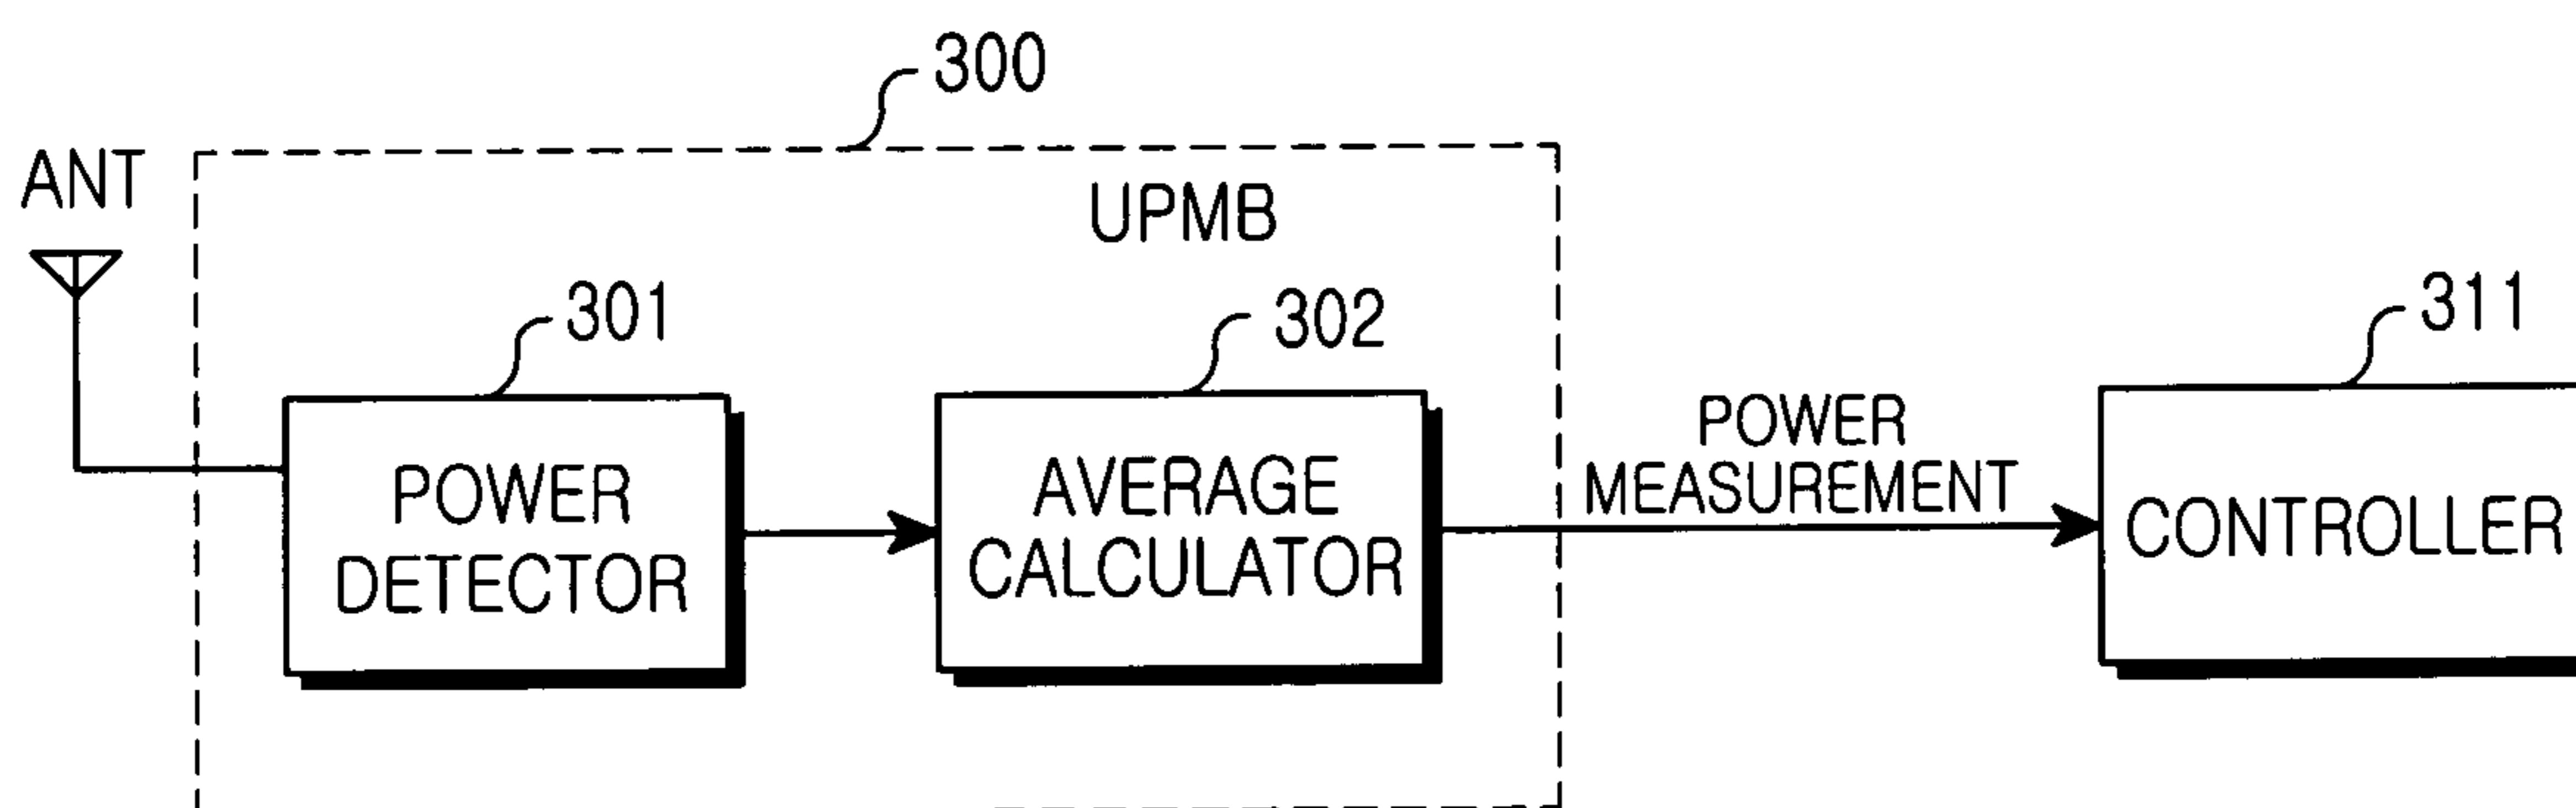 300
ANT
UPMB
301
302
311
POWER
DETECTOR
AVERAGE
CALCULATOR
POWER
MEASUREMENT
CONTROLLER